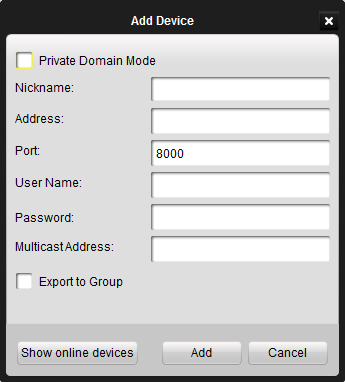 Add Device
Private Domain Mode
Nickname:
Address:
Port: 8000
User Name:
Password:
Multicast Address:
Export to Group
Show online devices Add Cancel